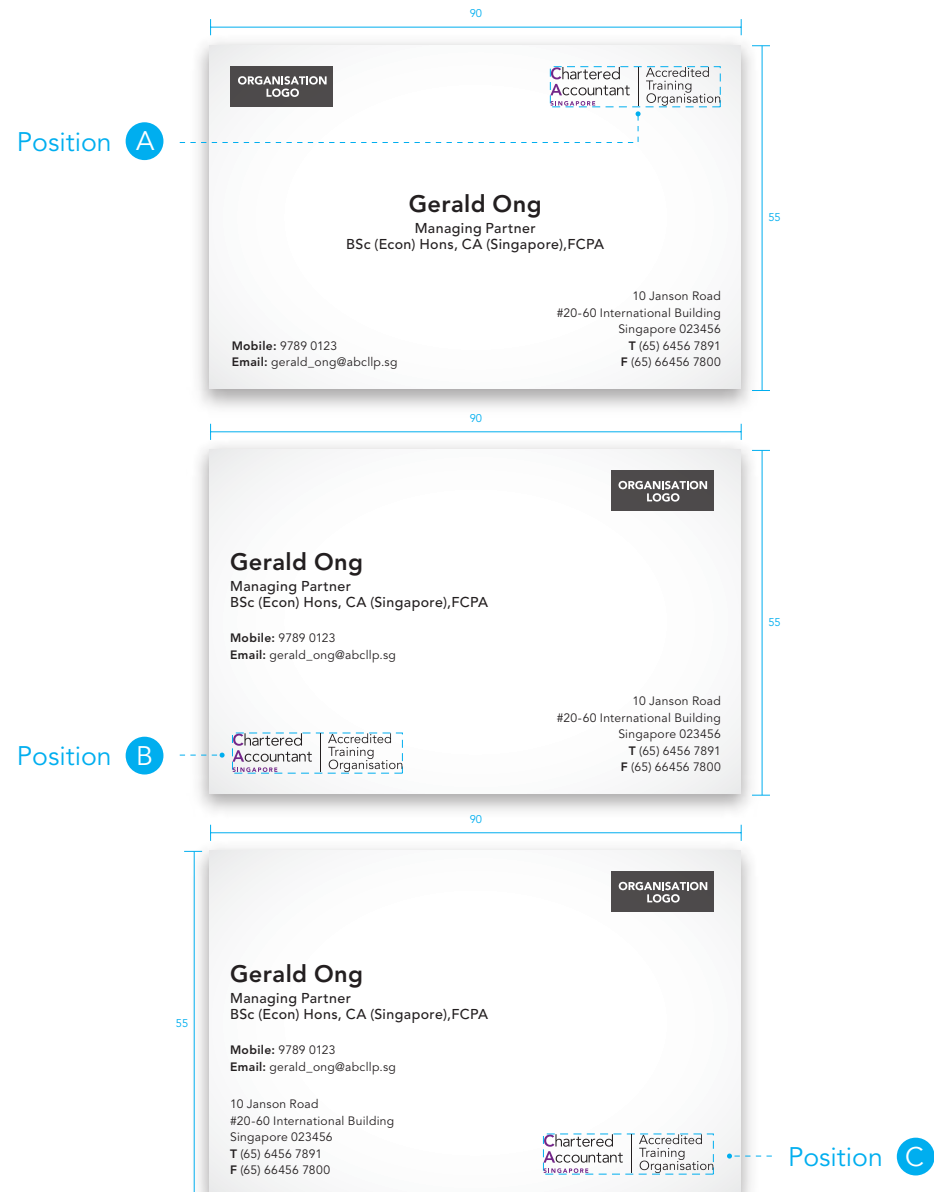 90
ORGANISATION
LOGO
Chartered
Accountant
SINGAPORE
Accredited
Training
Organisation
Position A
Gerald Ong
Managing Partner
BSc (Econ) Hons, CA (Singapore),FCPA
55
Mobile: 9789 0123
Email: gerald_ong@abcllp.sg
10 Janson Road
#20-60 International Building
Singapore 023456
T (65) 6456 7891
F (65) 66456 7800
90
ORGANISATION
LOGO
Gerald Ong
Managing Partner
BSc (Econ) Hons, CA (Singapore),FCPA
55
Mobile: 9789 0123
Email: gerald_ong@abcllp.sg
Position B
Chartered
Accountant
SINGAPORE
Accredited
Training
Organisation
10 Janson Road
#20-60 International Building
Singapore 023456
T (65) 6456 7891
F (65) 66456 7800
90
ORGANISATION
LOGO
Gerald Ong
Managing Partner
BSc (Econ) Hons, CA (Singapore),FCPA
55
Mobile: 9789 0123
Email: gerald_ong@abcllp.sg
10 Janson Road
#20-60 International Building
Singapore 023456
T (65) 6456 7891
F (65) 66456 7800
Chartered
Accountant
SINGAPORE
Accredited
Training
Organisation
Position C